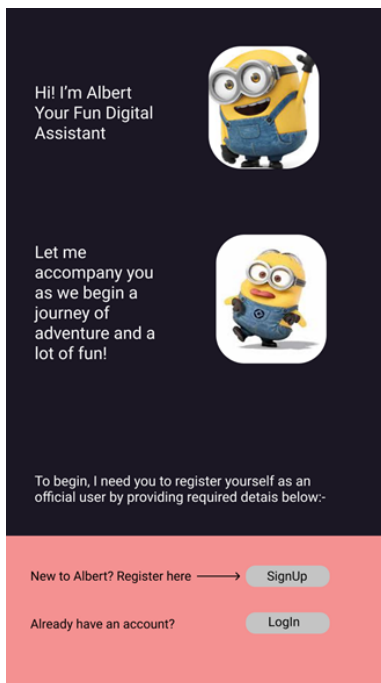 Hi! I'm Albert
Your Fun Digital
Assistant
Let me
accompany you
as we begin a
journey of
adventure and a
lot of fun!
To begin, I need you to register yourself as an
official user by providing required detais below:-
New to Albert? Register here
SignUp
Already have an account?
LogIn